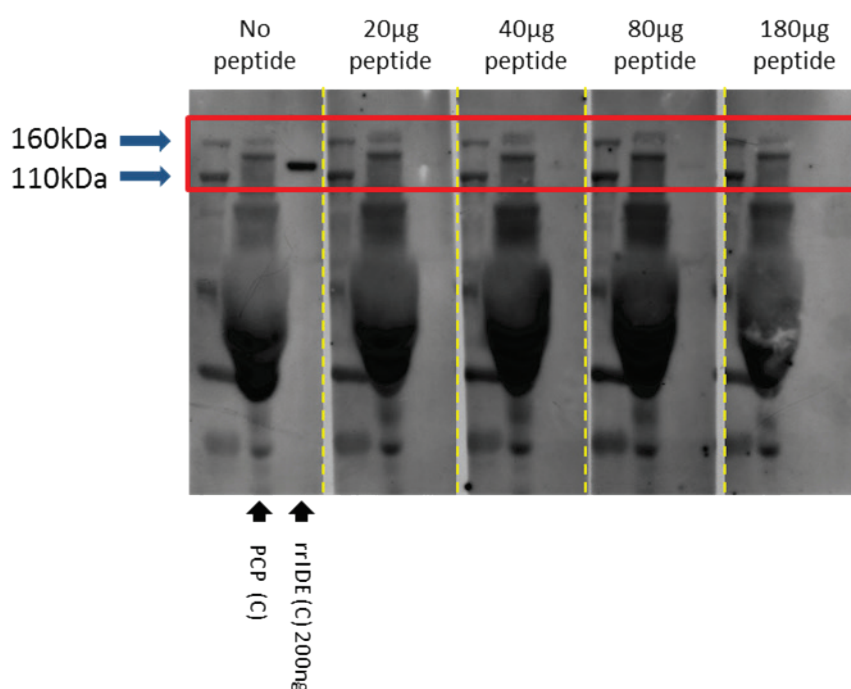 No
peptide
20µg
peptide
40µg
peptide
80µg
peptide
180µg
peptide
160kDa
110kDa
PCP (C)
rrIDE (C) 200ng